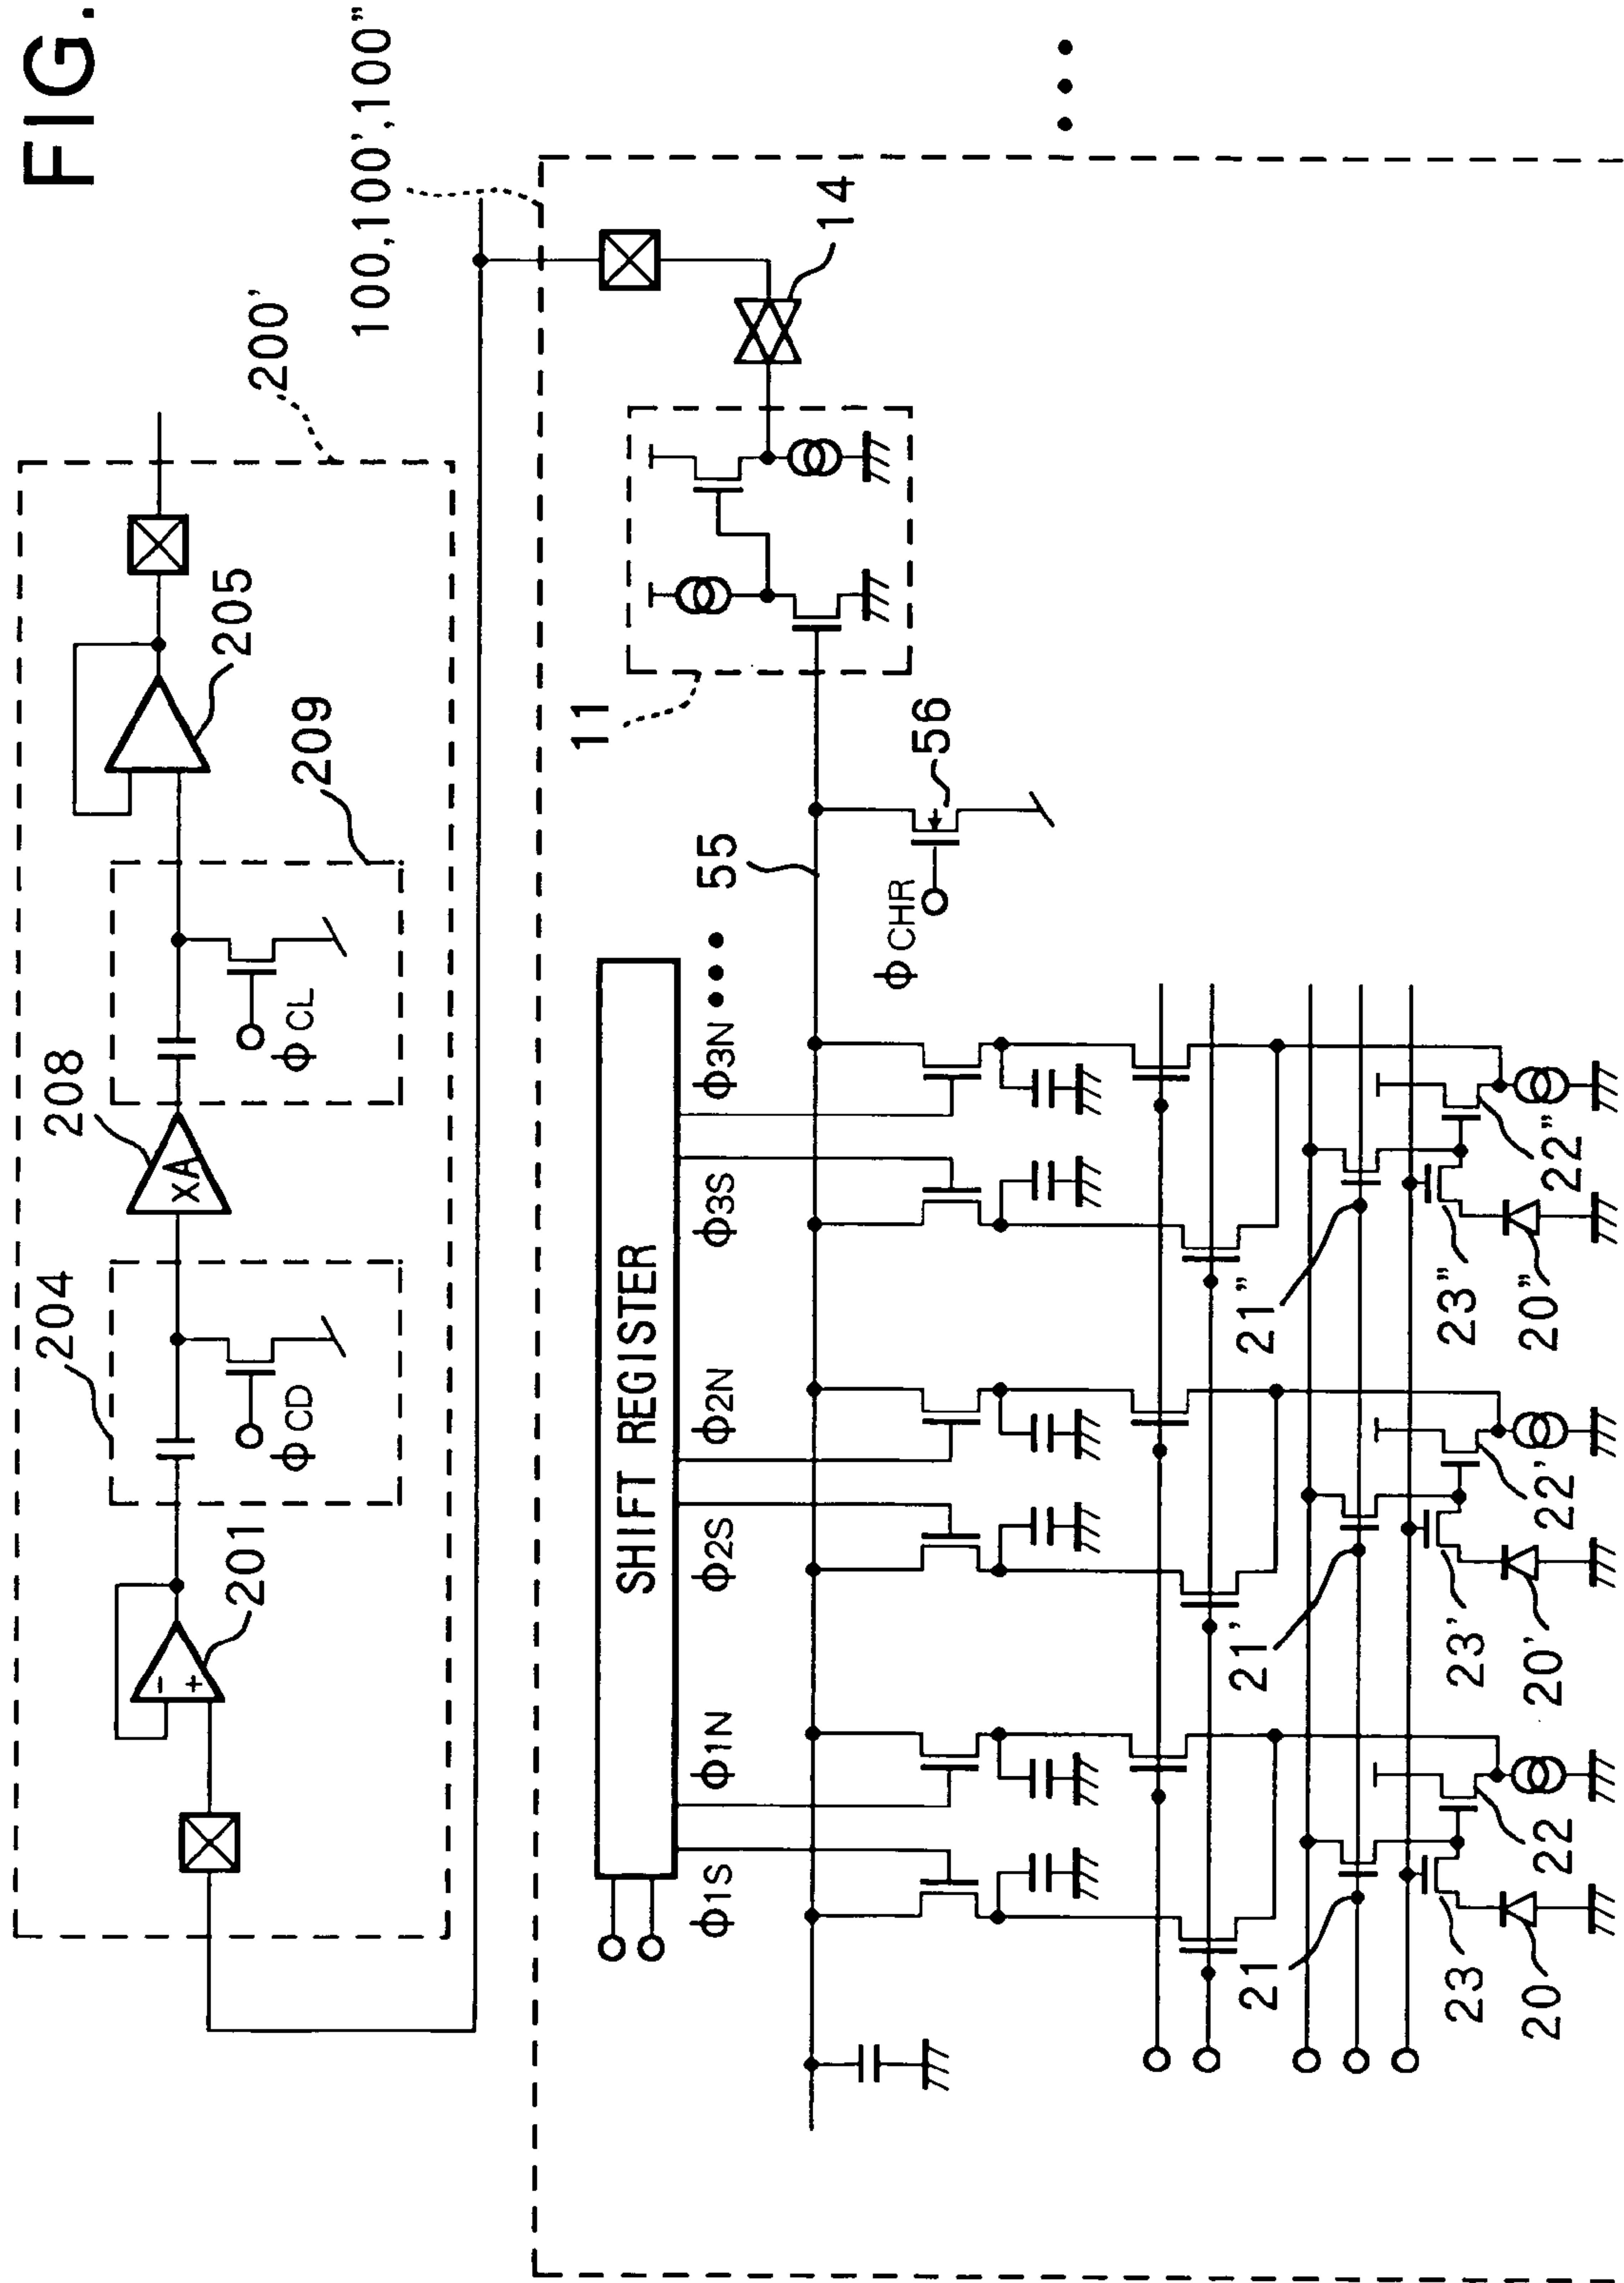 FIG.
200'
100,100',100"
204
208
209
201
205
xA
-
+
ΦCD
ΦCL
SHIFT REGISTER
11
14
Φ1S
Φ1N
Φ2S
Φ2N
Φ3S
Φ3N
55
ΦCHR
56
21
21'
21"
23
22
23'
22'
23"
22"
20
20'
20"